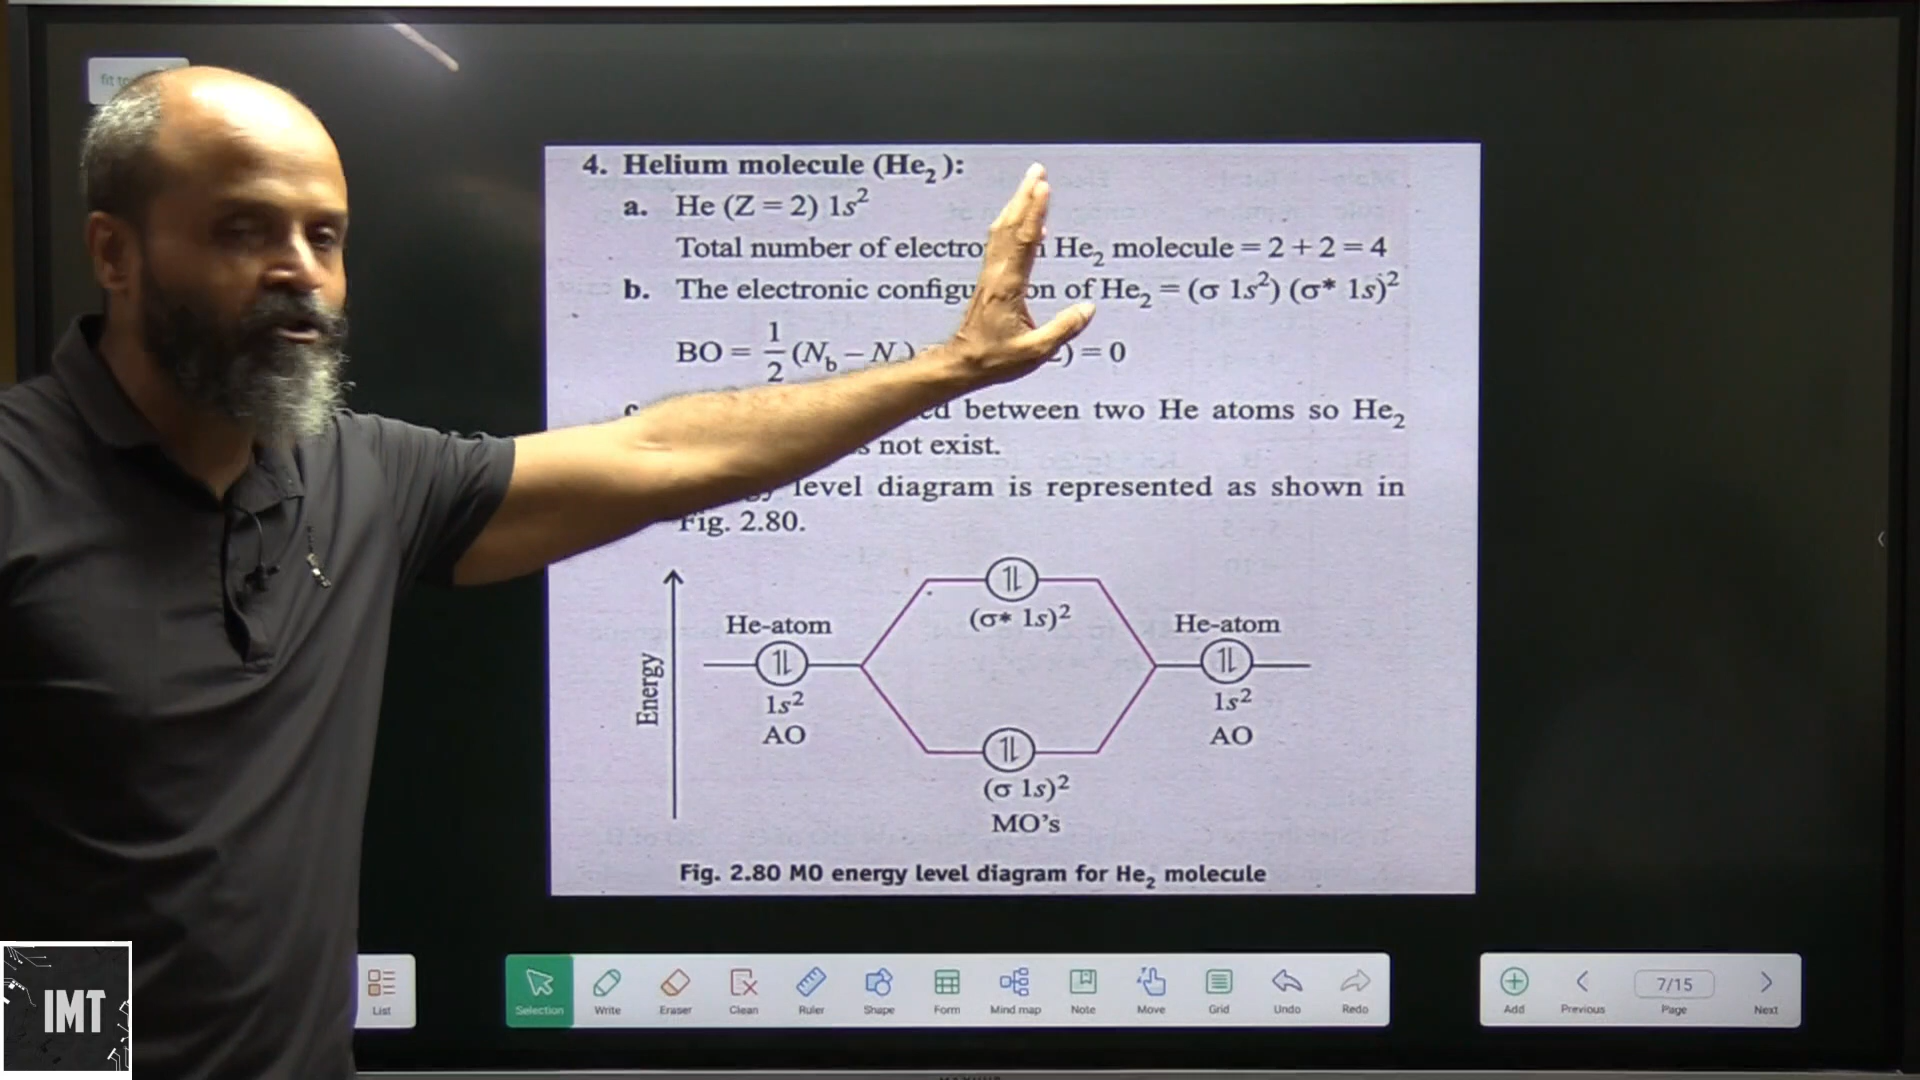 fit to
4. Helium molecule (He₂):
a. He (Z = 2) 1s²
Total number of electro He₂ molecule = 2 + 2 = 4
b. The electronic configu on of He₂ = (σ 1s²) (σ* 1s)²
BO = 1/2 (N_b – N ) = 0
between two He atoms so He₂
not exist.
level diagram is represented as shown in
Fig. 2.80.
(σ* 1s)²
He-atom He-atom
Energy
1s² 1s²
AO AO
(σ 1s)²
MO's
Fig. 2.80 MO energy level diagram for He₂ molecule
IMT
List
Selection Write Eraser Clean Ruler Shape Form Mind map Note Move Grid Undo Redo
7/15
Add Previous Page Next